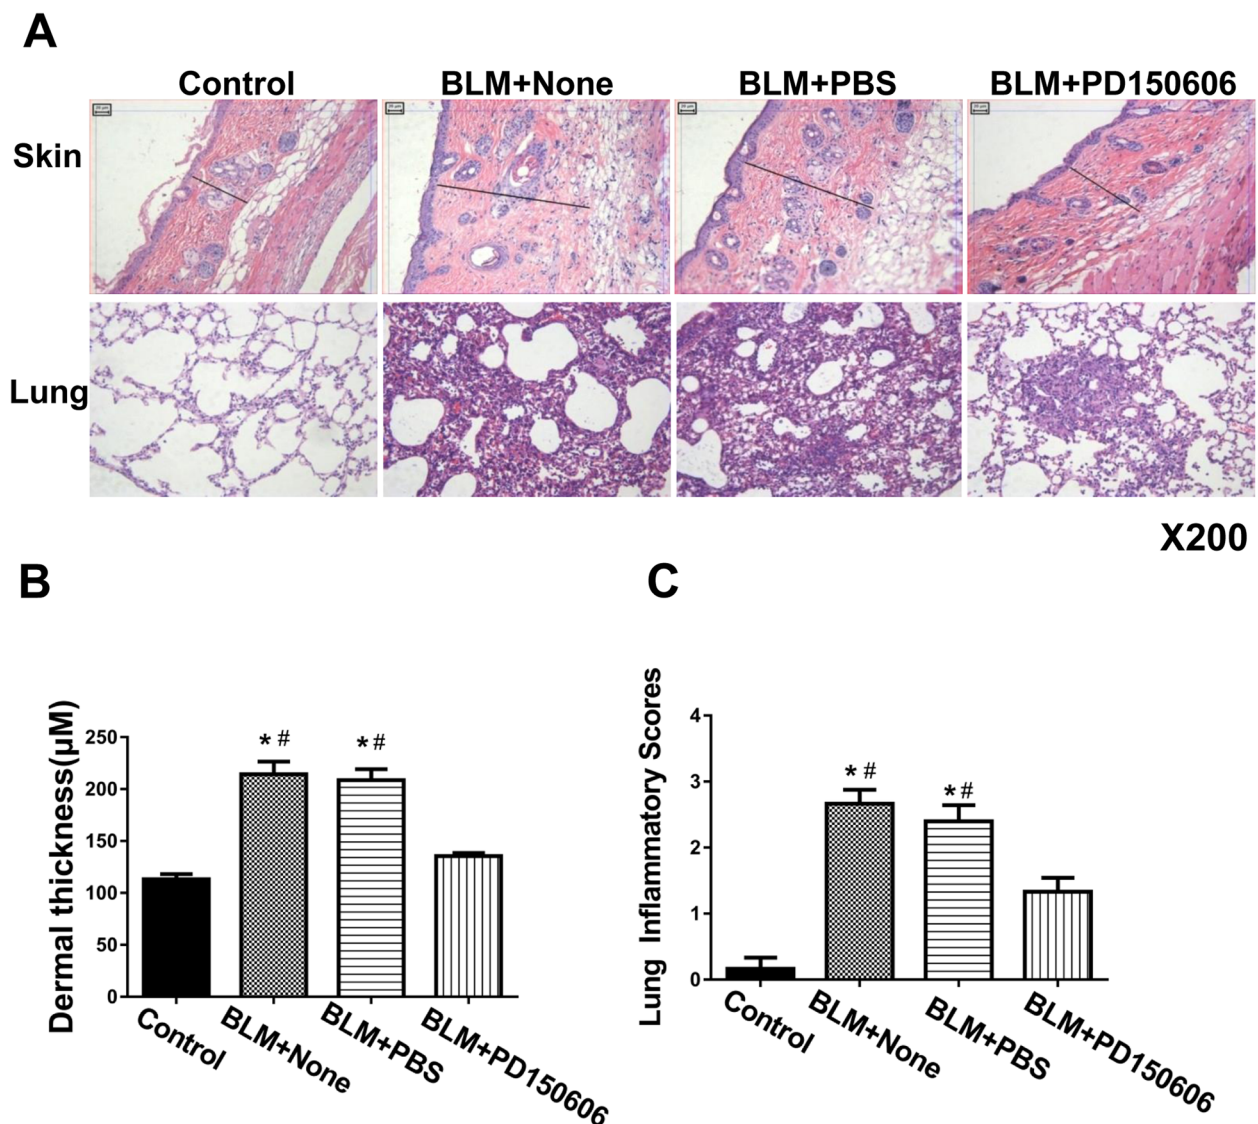 A
Control BLM+None BLM+PBS BLM+PD150606
Skin
Lung
X200
B
C
Dermal thickness(μM)
250
200
150
100
50
0
* #
* #
Control
BLM+None
BLM+PBS
BLM+PD150606
Lung Inflammatory Scores
4
3
2
1
0
* #
* #
Control
BLM+None
BLM+PBS
BLM+PD150606